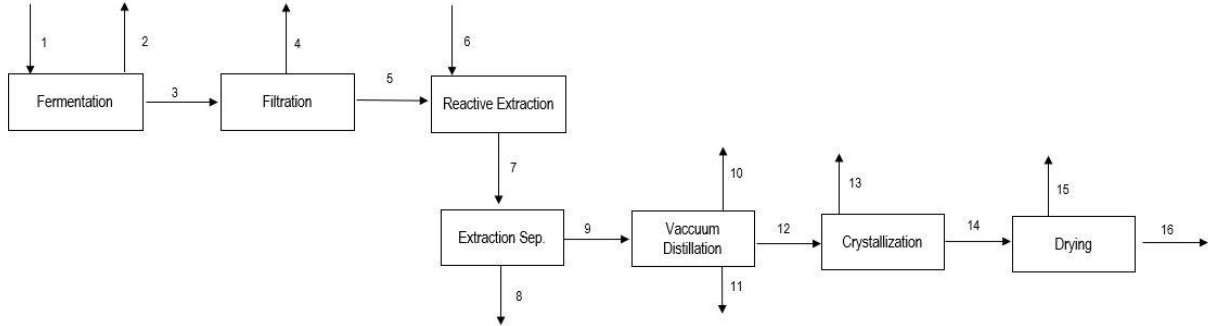 1
2
4
6
Fermentation
3
Filtration
5
Reactive Extraction
7
Extraction Sep.
8
9
Vaccuum
Distillation
10
11
12
Crystallization
13
14
Drying
15
16